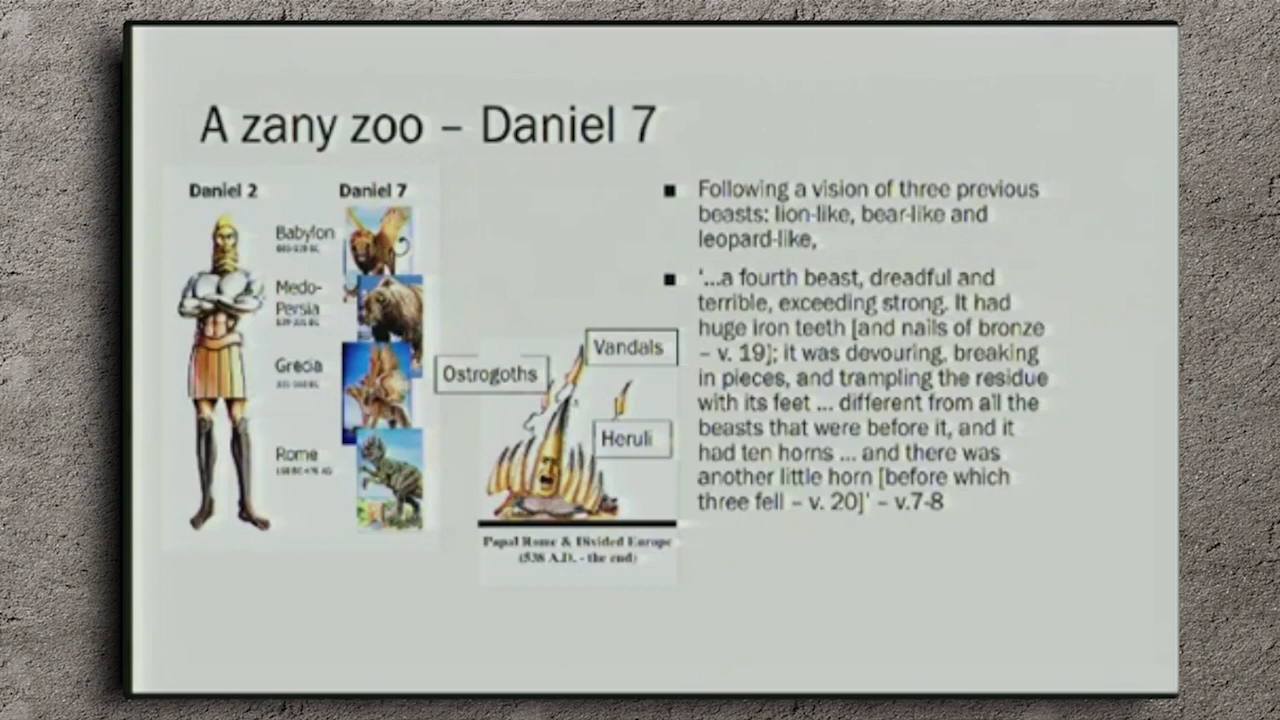 A zany zoo – Daniel 7
Daniel 2
Daniel 7
Babylon
Medo-
Persia
Grecia
Rome
Ostrogoths
Vandals
Heruli
Papal Rome & Divided Europe
(538 A.D. - the end)
■ Following a vision of three previous
beasts: lion-like, bear-like and
leopard-like,
■ ‘...a fourth beast, dreadful and
terrible, exceeding strong. It had
huge iron teeth [and nails of bronze
– v. 19]; it was devouring, breaking
in pieces, and trampling the residue
with its feet ... different from all the
beasts that were before it, and it
had ten horns ... and there was
another little horn [before which
three fell – v. 20]’ – v.7-8